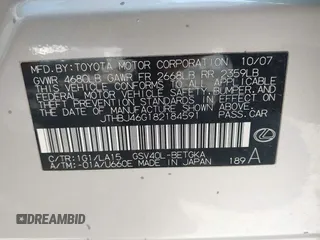 MFD. BY: TOYOTA MOTOR CORPORATION 10/07
GVWR 4680LB GAWR FR 2668LB RR 2359LB
THIS VEHICLE CONFORMS TO ALL APPLICABLE
FEDERAL MOTOR VEHICLE SAFETY, BUMPER, AND
THEFT PREVENTION STANDARDS IN EFFECT ON
THE DATE OF MANUFACTURE SHOWN ABOVE.
JTHBJ46G182184591 PASS. CAR
C/TR: 1G1/LA15 GSV40L-BETGKA
A/TM: -01A/U660E MADE IN JAPAN 189 A